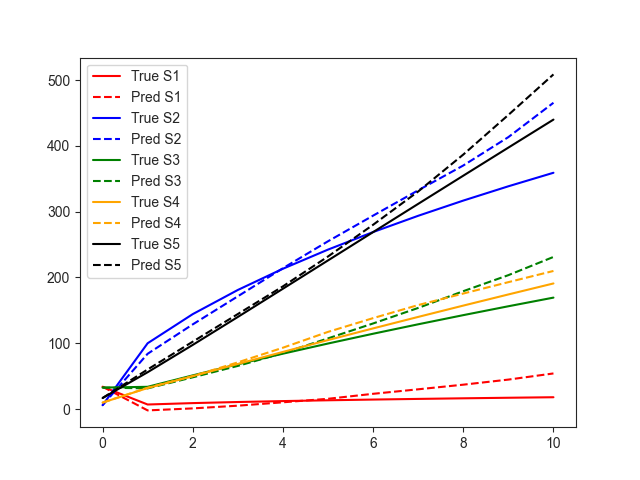 True S1
Pred S1
True S2
Pred S2
True S3
Pred S3
True S4
Pred S4
True S5
Pred S5
500
400
300
200
100
0
0 2 4 6 8 10